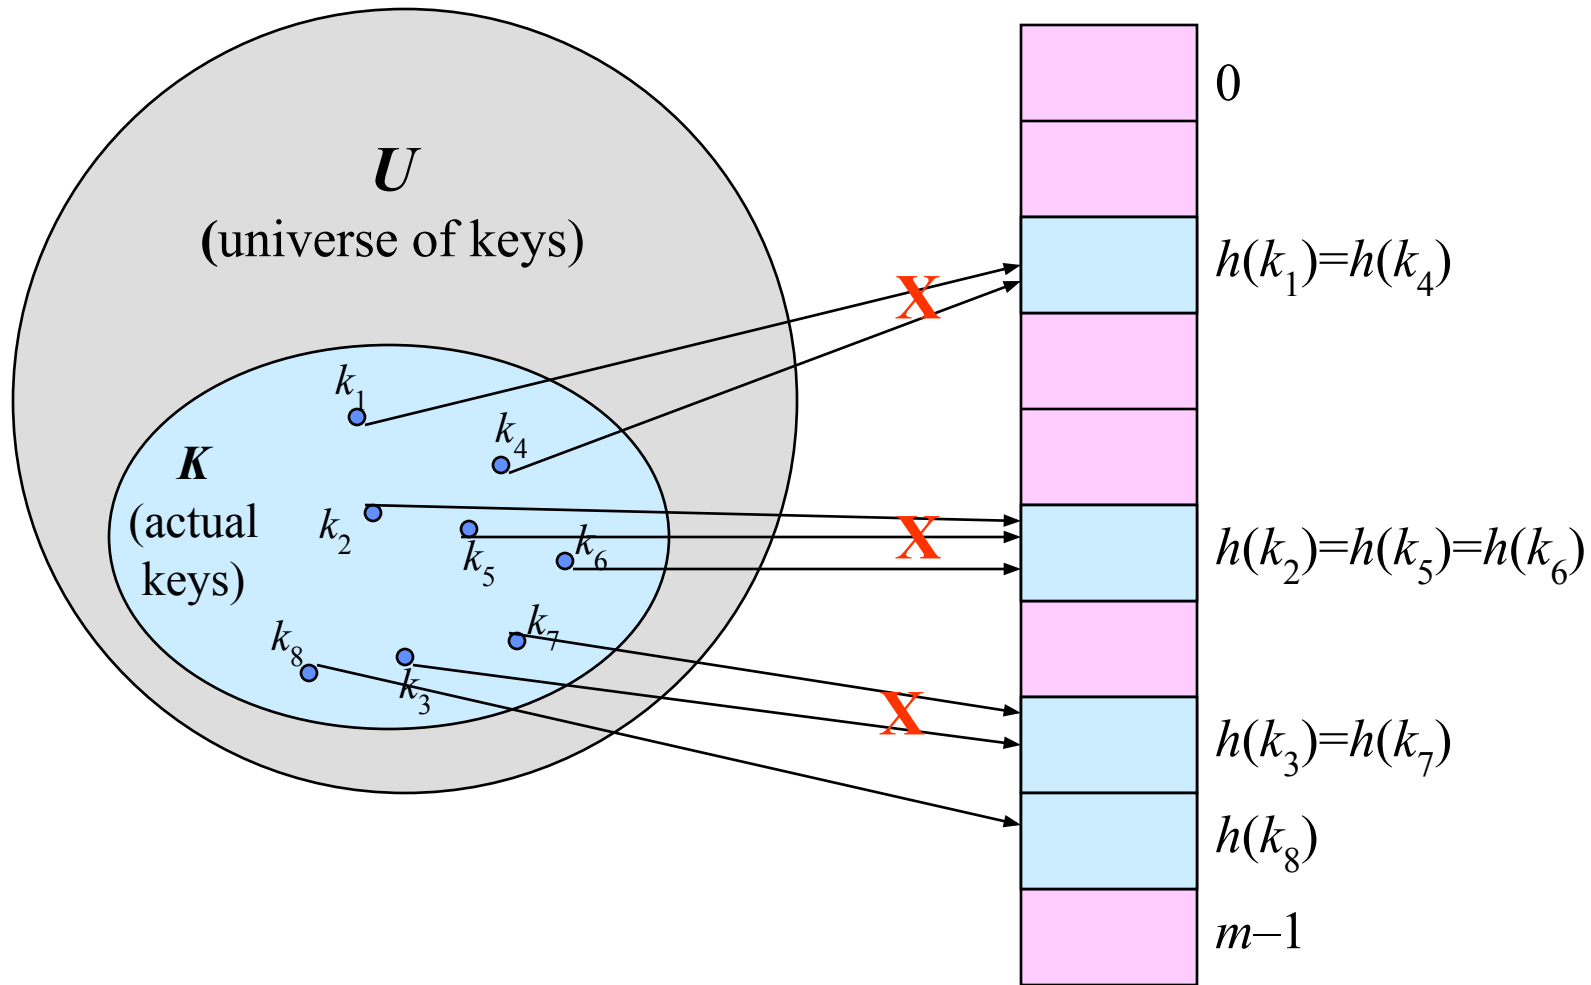 U
(universe of keys)
K
(actual
keys)
k₁
k₄
k₂
k₅
k₆
k₇
k₈
k₃
X
X
X
0
h(k₁)=h(k₄)
h(k₂)=h(k₅)=h(k₆)
h(k₃)=h(k₇)
h(k₈)
m–1